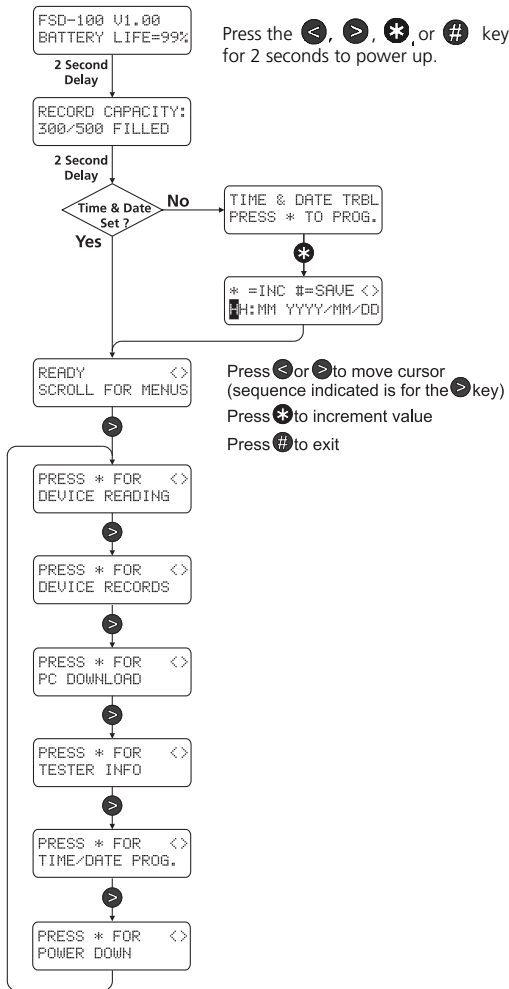 FSD-100 V1.00
BATTERY LIFE=99%
Press the <, >, *, or # key
for 2 seconds to power up.
2 Second
Delay
RECORD CAPACITY:
300/500 FILLED
2 Second
Delay
Time & Date
Set ?
No
Yes
TIME & DATE TRBL
PRESS * TO PROG.
*
* =INC #=SAVE <>
HH:MM YYYY/MM/DD
READY <>
SCROLL FOR MENUS
Press < or > to move cursor
(sequence indicated is for the > key)
Press * to increment value
Press # to exit
>
PRESS * FOR <>
DEVICE READING
>
PRESS * FOR <>
DEVICE RECORDS
>
PRESS * FOR <>
PC DOWNLOAD
>
PRESS * FOR <>
TESTER INFO
>
PRESS * FOR <>
TIME/DATE PROG.
>
PRESS * FOR <>
POWER DOWN